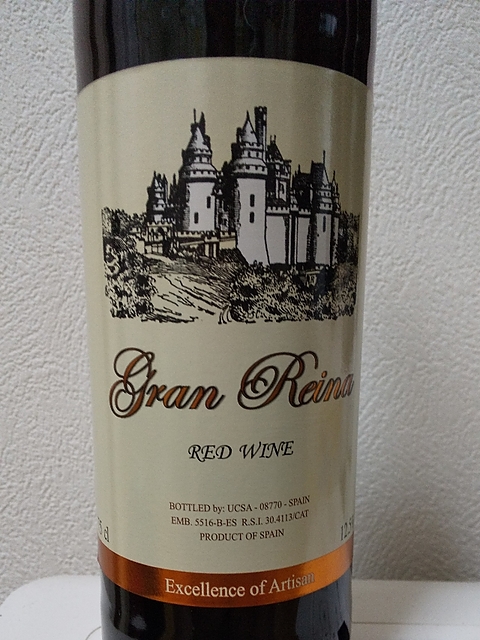 Gran Reina
RED WINE
BOTTLED by: UCSA - 08770 - SPAIN
EMB. 5516-B-ES R.S.I. 30.4113/CAT
PRODUCT OF SPAIN
cl
Excellence of Artisan